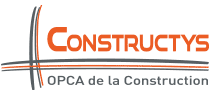 CONSTRUCTYS
OPCA de la Construction